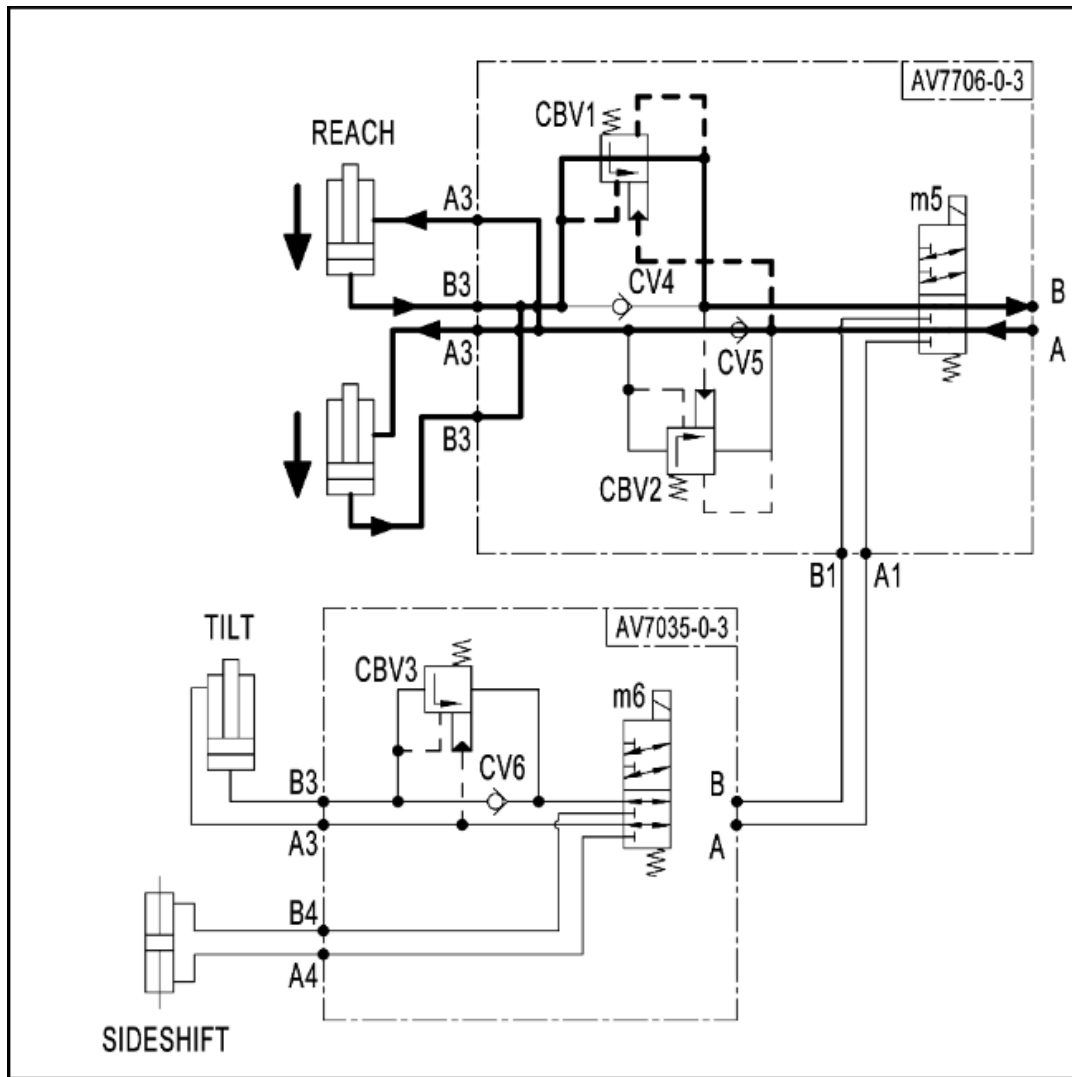 AV7706-0-3
CBV1
REACH
m5
A3
B3
CV4
B
A3
CV5
A
B3
CBV2
B1
A1
TILT
AV7035-0-3
CBV3
m6
CV6
B3
B
A3
A
B4
A4
SIDESHIFT